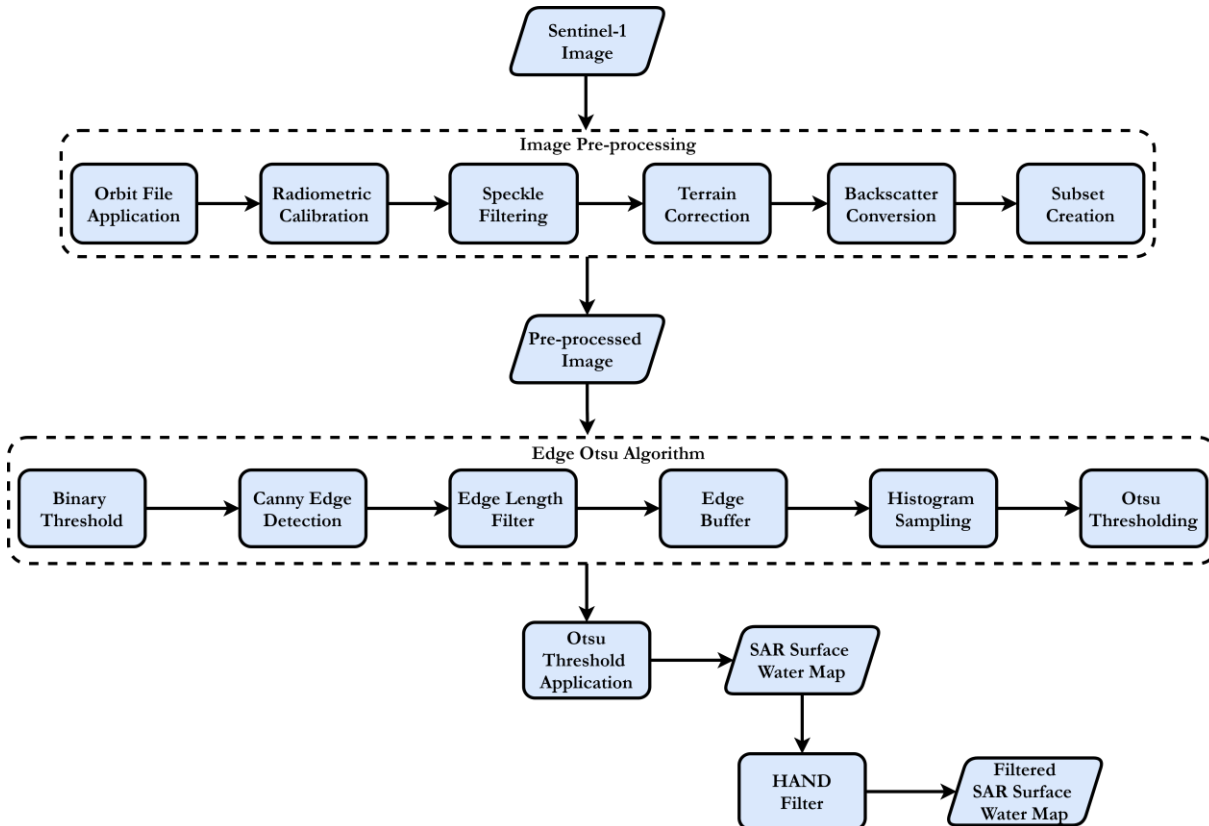 Sentinel-1
Image
Image Pre-processing
Orbit File
Application
Radiometric
Calibration
Speckle
Filtering
Terrain
Correction
Backscatter
Conversion
Subset
Creation
Pre-processed
Image
Edge Otsu Algorithm
Binary
Threshold
Canny Edge
Detection
Edge Length
Filter
Edge
Buffer
Histogram
Sampling
Otsu
Thresholding
Otsu
Threshold
Application
SAR Surface
Water Map
HAND
Filter
Filtered
SAR Surface
Water Map